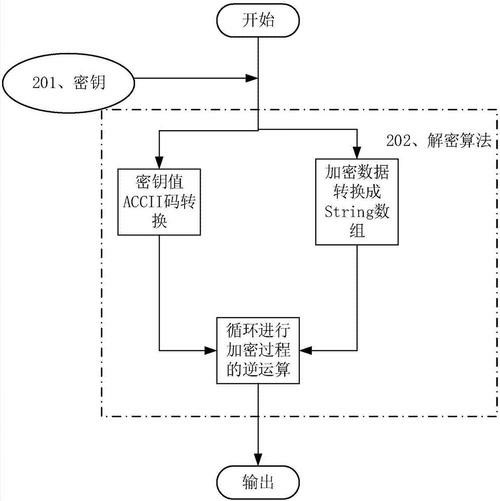 开始
201、密钥
202、解密算法
密钥值
ACCII码转
换
加密数据
转换成
String数
组
循环进行
加密过程
的逆运算
输出